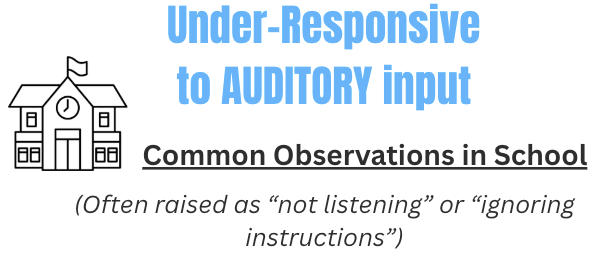 Under-Responsive
to AUDITORY input
Common Observations in School
(Often raised as “not listening” or “ignoring
instructions”)